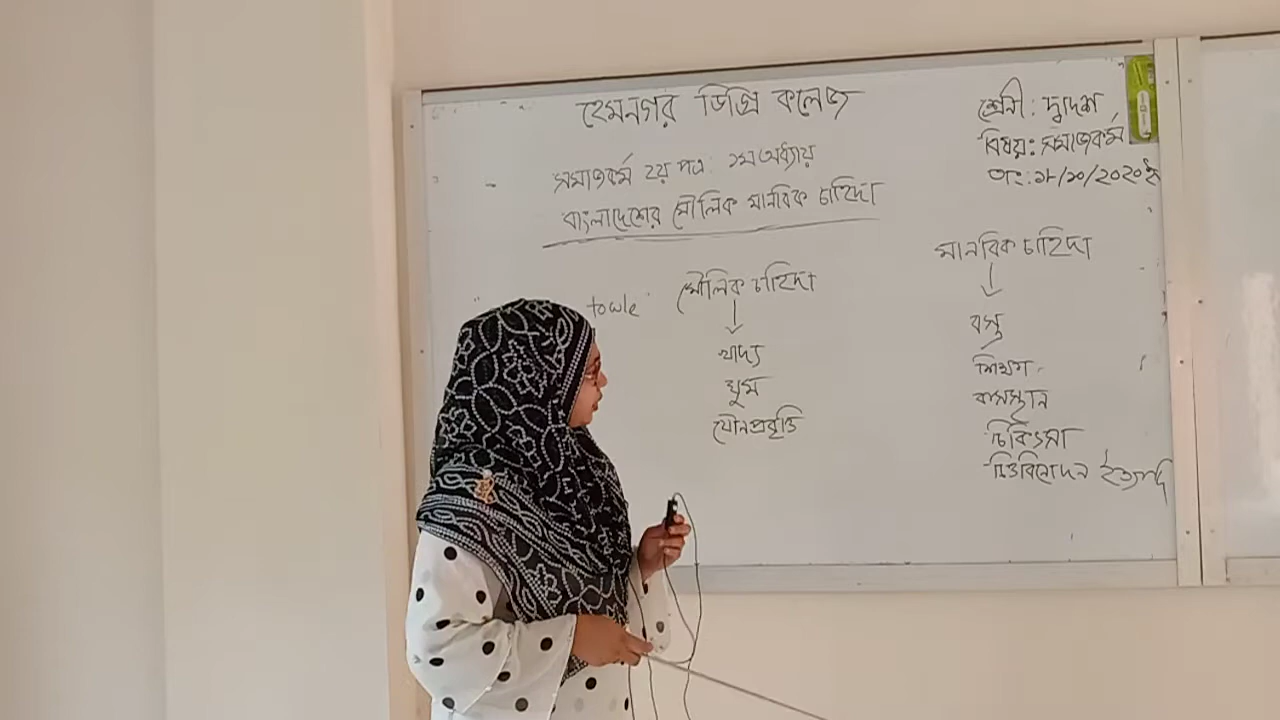 হেমনগর ডিগ্রি কলেজ
শ্রেনী : দ্বাদশ
বিষয়: সমাজকর্ম
তাং: ১৮/১০/২০২
সমাজকর্ম ২য় পত্র : ১ম অধ্যায়
বাংলাদেশের মৌলিক মানবিক চাহিদা
towle
মৌলিক চাহিদা
খাদ্য
ঘুম
যৌনপ্রবৃত্তি
মানবিক চাহিদা
বস্ত্র
শিক্ষা
বাসস্থান
চিকিৎসা
চিত্তবিনোদন ইত্যাদি